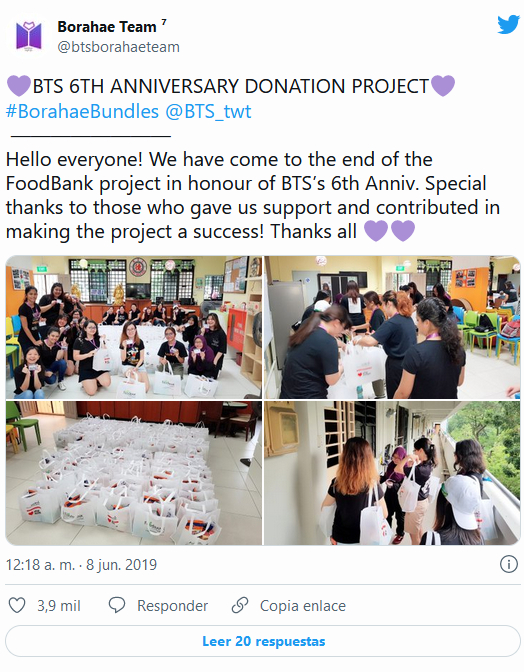 Borahae Team ⁷
@btsborahaeteam
💜BTS 6TH ANNIVERSARY DONATION PROJECT💜
#BorahaeBundles @BTS_twt
____________________
Hello everyone! We have come to the end of the
FoodBank project in honour of BTS’s 6th Anniv. Special
thanks to those who gave us support and contributed in
making the project a success! Thanks all 💜💜
12:18 a. m. · 8 jun. 2019
3,9 mil Responder Copia enlace
Leer 20 respuestas